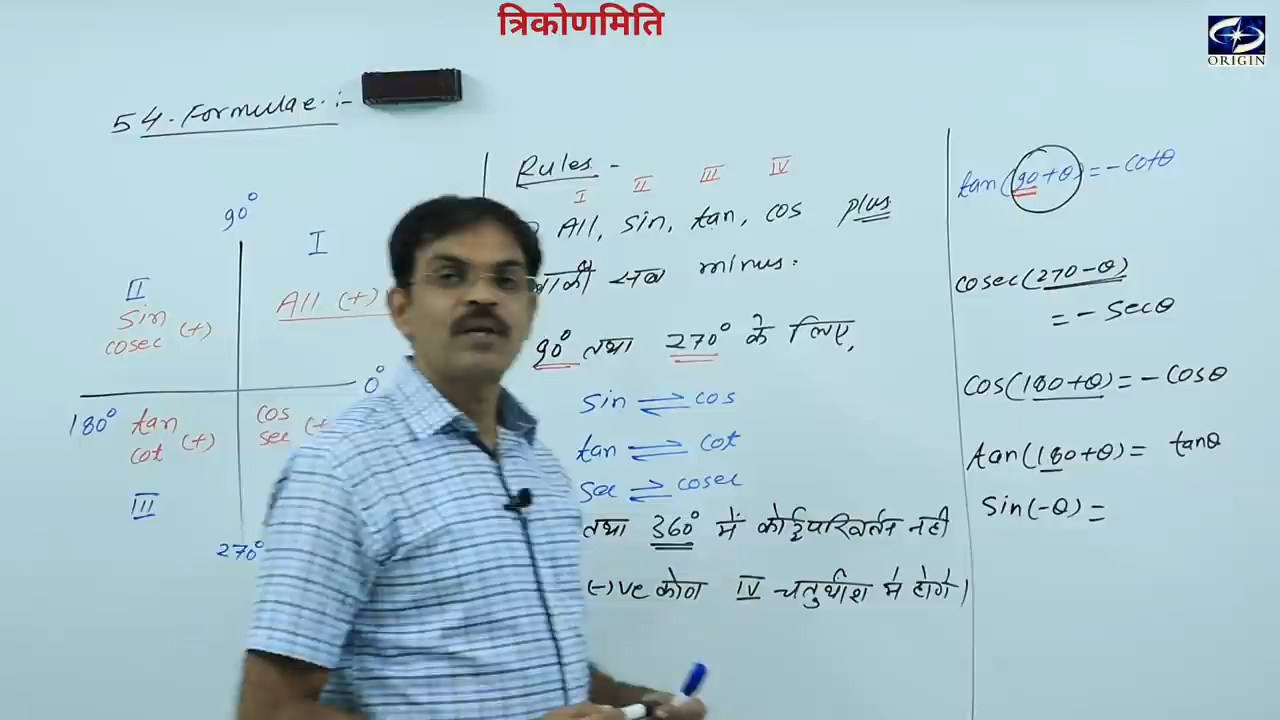 त्रिकोणमिति
ORIGIN
54. Formulae :-
90°
I
II
All (+)
sin
cosec (+)
0°
180°
tan
cot (+)
cos
sec (+
III
270°
Rules -
I II III IV
All, sin, tan, cos plus
बाकी सब minus.
90° तथा 270° के लिए,
sin ⇌ cos
tan ⇌ cot
sec ⇌ cosec
तथा 360° में कोई परिवर्तन नही
(-)ve कोण IV चतुर्थांश में होंगे।
tan(90+θ)=-cotθ
cosec(270-θ)
= - secθ
cos(180+θ)=-cosθ
tan(180+θ)= tanθ
sin(-θ)=